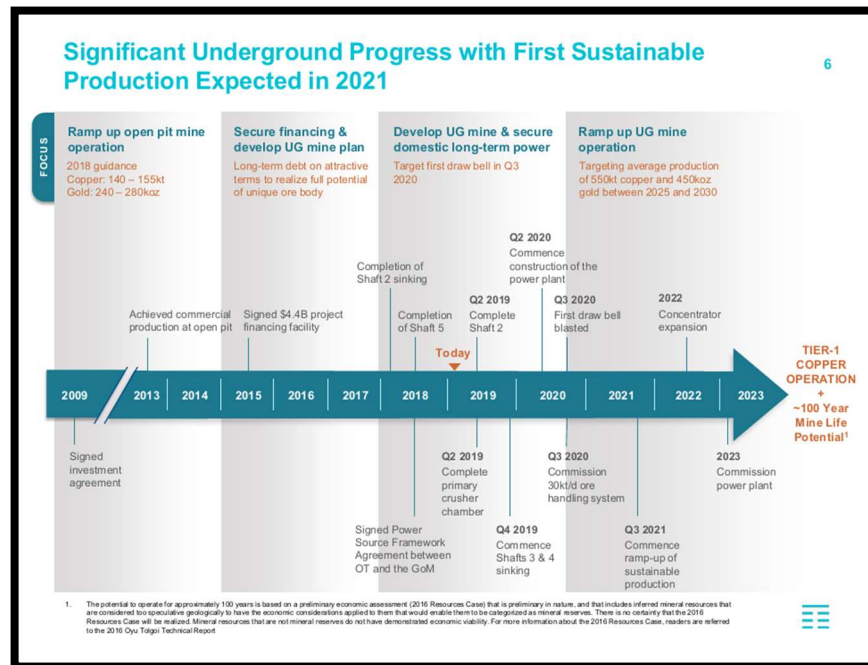 Significant Underground Progress with First Sustainable
Production Expected in 2021
6
FOCUS
Ramp up open pit mine
operation
2018 guidance
Copper: 140 – 155kt
Gold: 240 – 280koz
Secure financing &
develop UG mine plan
Long-term debt on attractive
terms to realize full potential
of unique ore body
Develop UG mine & secure
domestic long-term power
Target first draw bell in Q3
2020
Ramp up UG mine
operation
Targeting average production
of 550kt copper and 450koz
gold between 2025 and 2030
Achieved commercial
production at open pit
Signed $4.4B project
financing facility
Completion of
Shaft 2 sinking
Completion
of Shaft 5
Q2 2019
Complete
Shaft 2
Q2 2020
Commence
construction of the
power plant
Q3 2020
First draw bell
blasted
2022
Concentrator
expansion
Today
2009
2013
2014
2015
2016
2017
2018
2019
2020
2021
2022
2023
TIER-1
COPPER
OPERATION
+
~100 Year
Mine Life
Potential¹
Signed
investment
agreement
Signed Power
Source Framework
Agreement between
OT and the GoM
Q2 2019
Complete
primary
crusher
chamber
Q4 2019
Commence
Shafts 3 & 4
sinking
Q3 2020
Commission
30kt/d ore
handling system
Q3 2021
Commence
ramp-up of
sustainable
production
2023
Commission
power plant
1. The potential to operate for approximately 100 years is based on a preliminary economic assessment (2016 Resources Case) that is preliminary in nature, and that includes inferred mineral resources that
are considered too speculative geologically to have the economic considerations applied to them that would enable them to be categorized as mineral reserves. There is no certainty that the 2016
Resources Case will be realized. Mineral resources that are not mineral reserves do not have demonstrated economic viability. For more information about the 2016 Resources Case, readers are referred
to the 2016 Oyu Tolgoi Technical Report